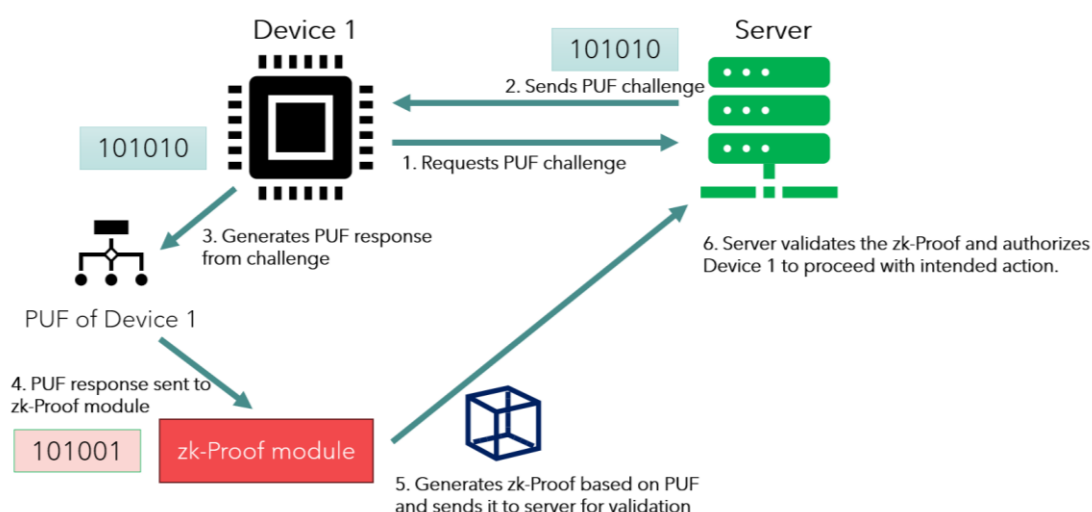 Device 1
Server
101010
2. Sends PUF challenge
101010
1. Requests PUF challenge
3. Generates PUF response
from challenge
6. Server validates the zk-Proof and authorizes
Device 1 to proceed with intended action.
PUF of Device 1
4. PUF response sent to
zk-Proof module
101001
zk-Proof module
5. Generates zk-Proof based on PUF
and sends it to server for validation